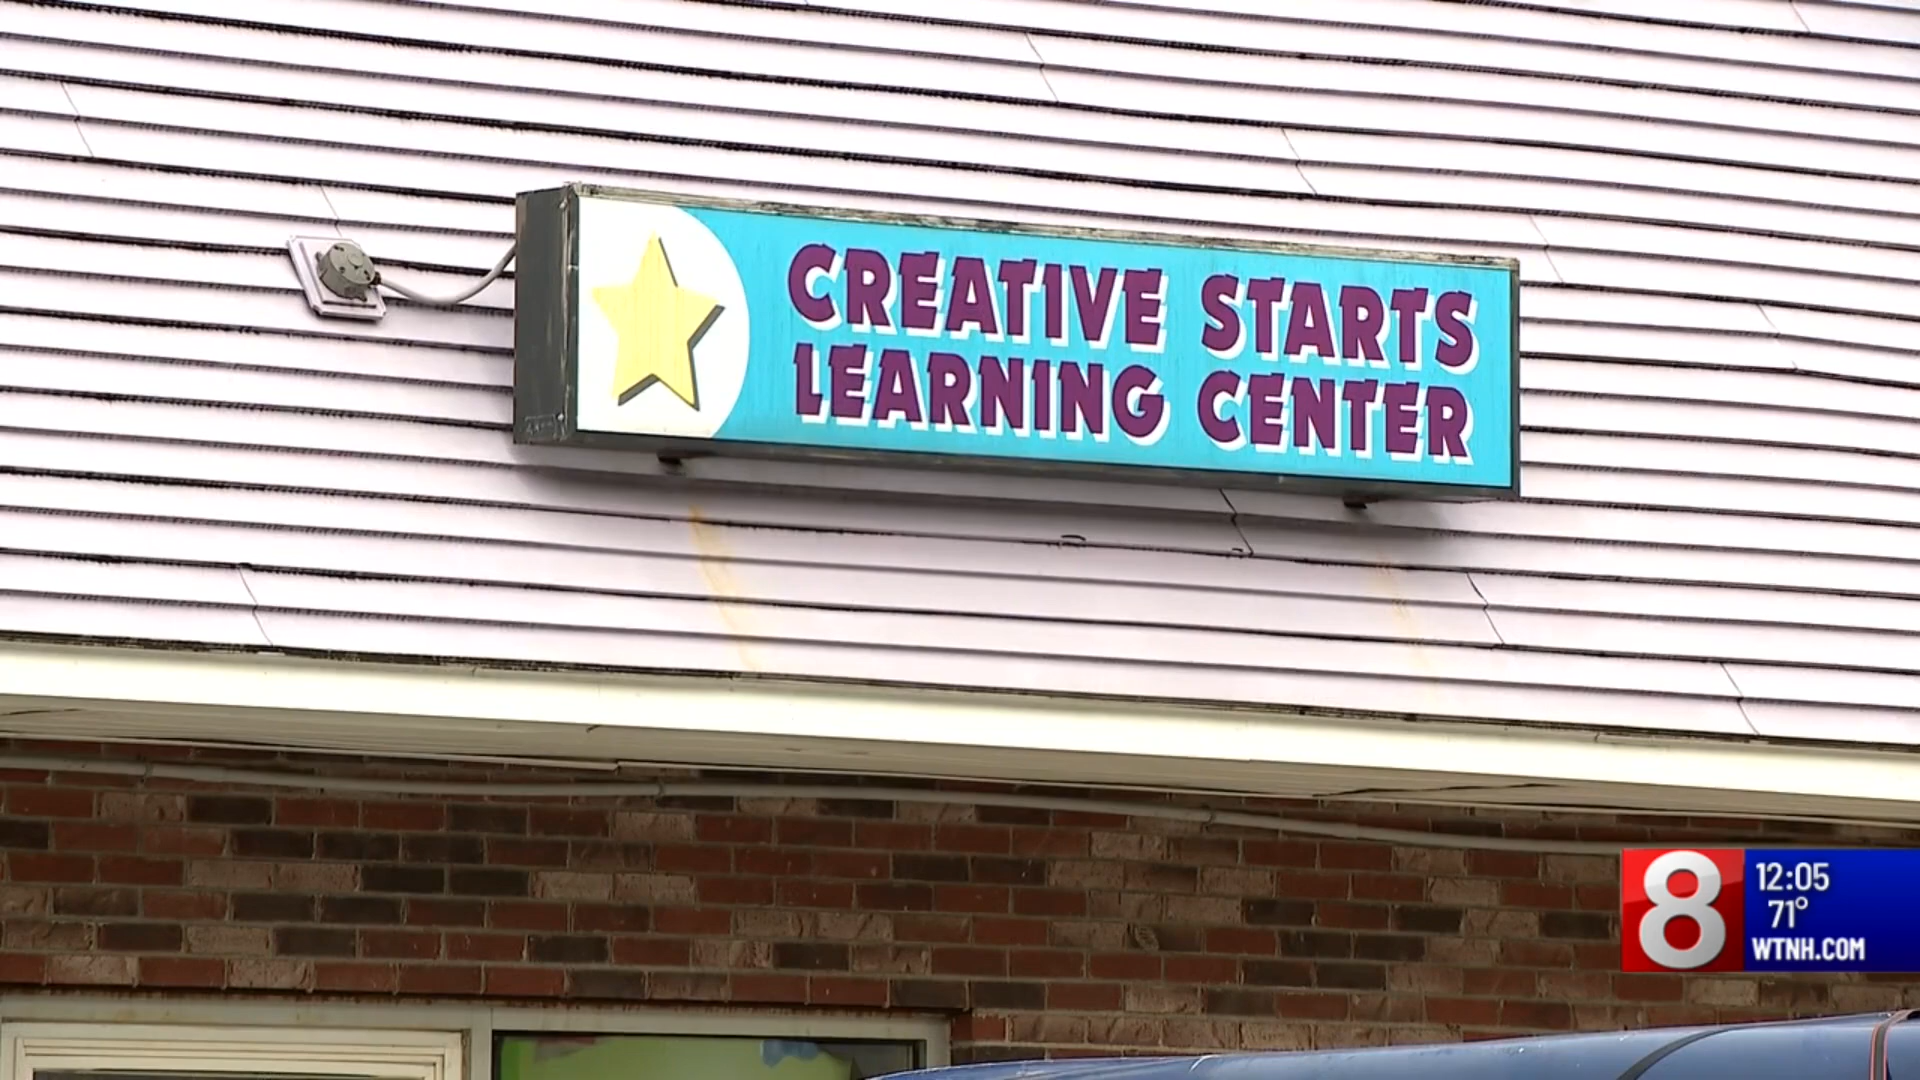 CREATIVE STARTS
LEARNING CENTER
8
12:05
71°
WTNH.COM